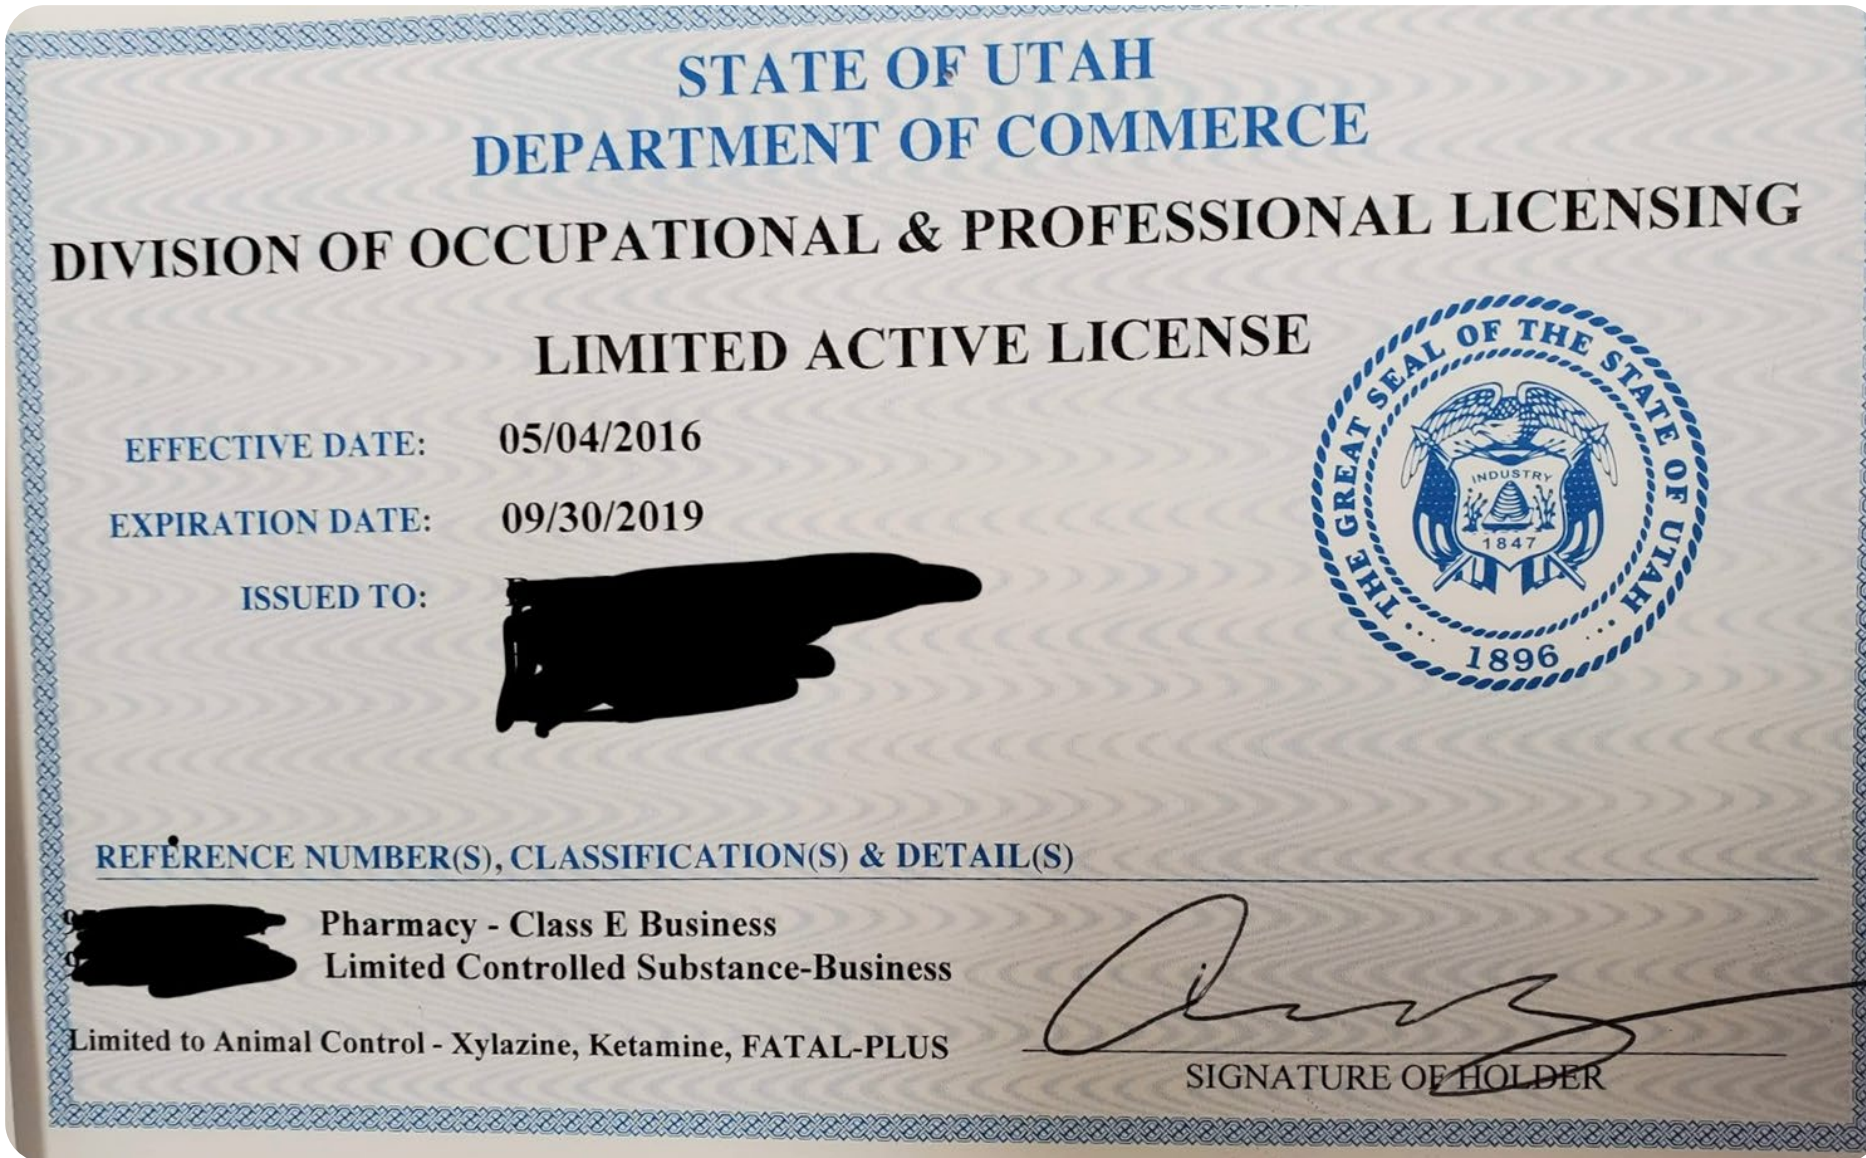 STATE OF UTAH
DEPARTMENT OF COMMERCE
DIVISION OF OCCUPATIONAL & PROFESSIONAL LICENSING
LIMITED ACTIVE LICENSE
EFFECTIVE DATE: 05/04/2016
EXPIRATION DATE: 09/30/2019
ISSUED TO:
THE GREAT SEAL OF THE STATE OF UTAH
INDUSTRY
1847
1896
REFERENCE NUMBER(S), CLASSIFICATION(S) & DETAIL(S)
Pharmacy - Class E Business
Limited Controlled Substance-Business
Limited to Animal Control - Xylazine, Ketamine, FATAL-PLUS
SIGNATURE OF HOLDER